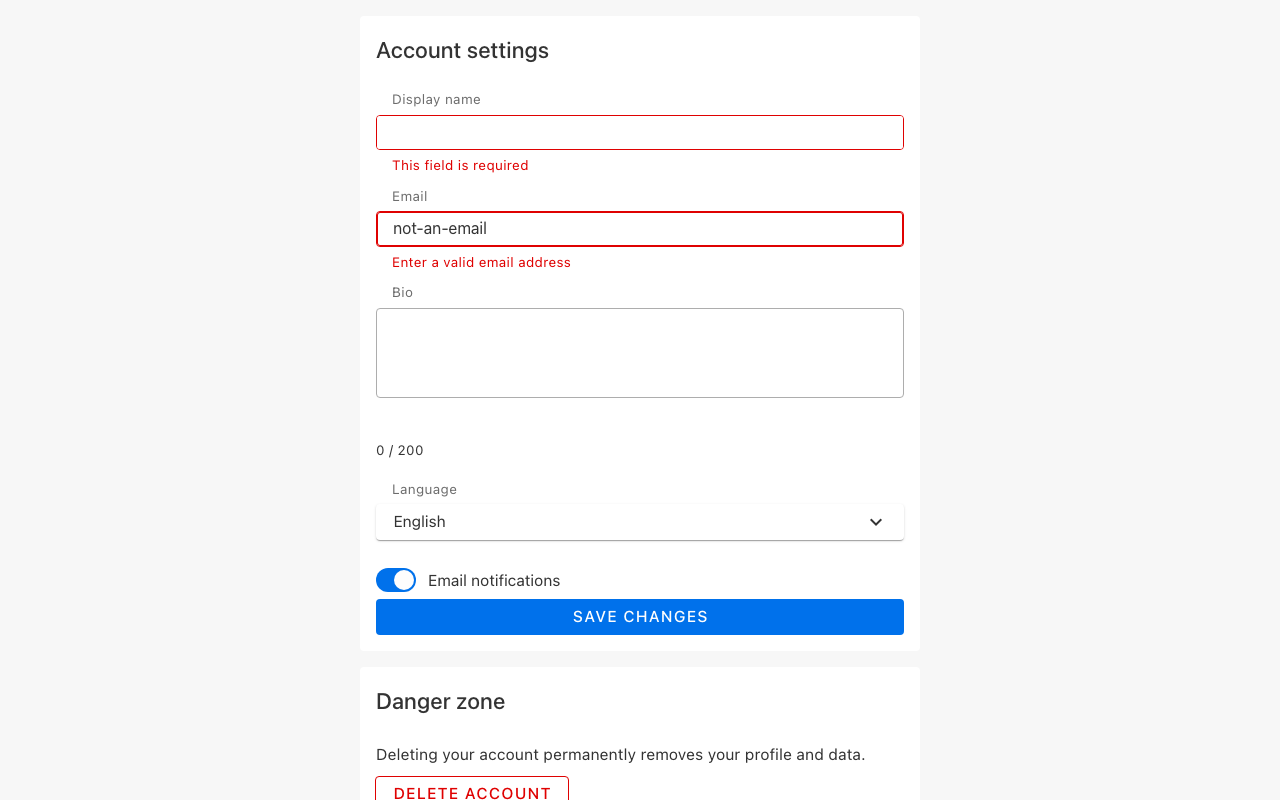 Account settings
Display name
This field is required
Email
not-an-email
Enter a valid email address
Bio
0 / 200
Language
English
Email notifications
SAVE CHANGES
Danger zone
Deleting your account permanently removes your profile and data.
DELETE ACCOUNT